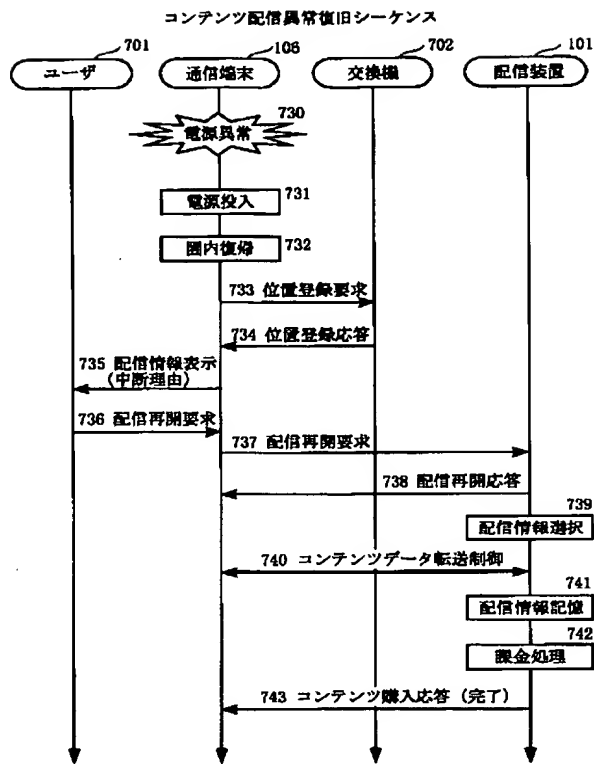 コンテンツ配信異常復旧シーケンス
701
106
702
101
ユーザ
通信端末
交換機
配信装置
730
電源異常
電源投入 731
圏内復帰 732
733 位置登録要求
734 位置登録応答
735 配信情報表示
(中断理由)
736 配信再開要求
737 配信再開要求
738 配信再開応答
739
配信情報選択
740 コンテンツデータ転送制御
741
配信情報記憶
742
課金処理
743 コンテンツ購入応答 (完了)